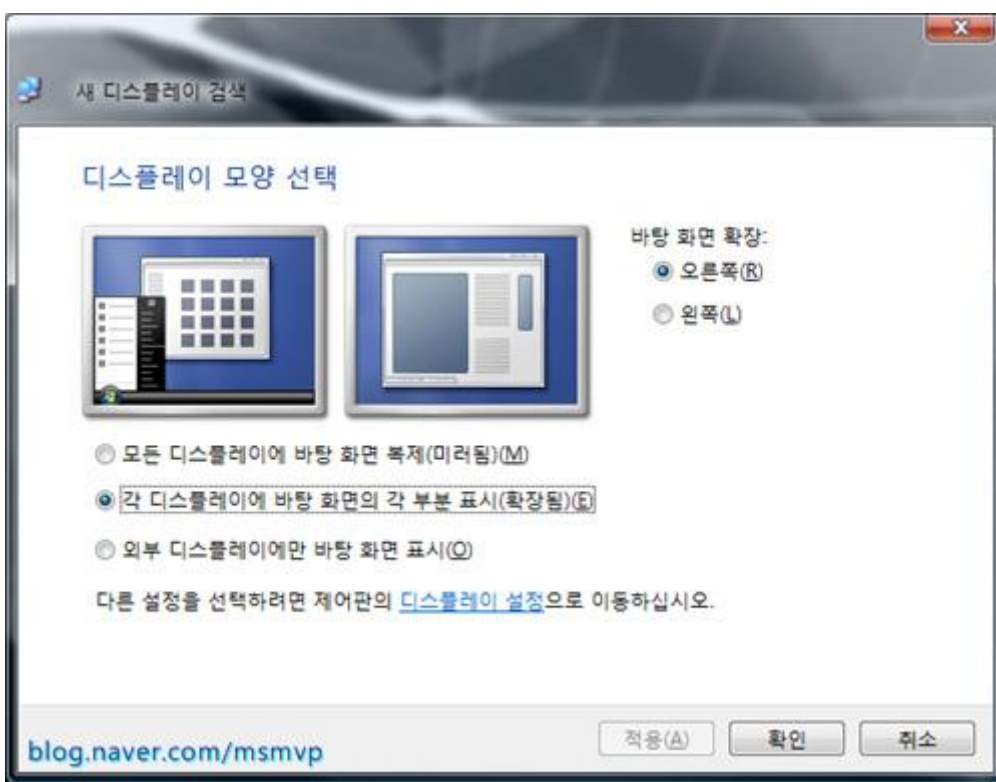 새 디스플레이 검색
디스플레이 모양 선택
바탕 화면 확장:
오른쪽(R)
왼쪽(L)
모든 디스플레이에 바탕 화면 복제(미러됨)(M)
각 디스플레이에 바탕 화면의 각 부분 표시(확장됨)(E)
외부 디스플레이에만 바탕 화면 표시(O)
다른 설정을 선택하려면 제어판의 디스플레이 설정으로 이동하십시오.
적용(A)
확인
취소
blog.naver.com/msmvp